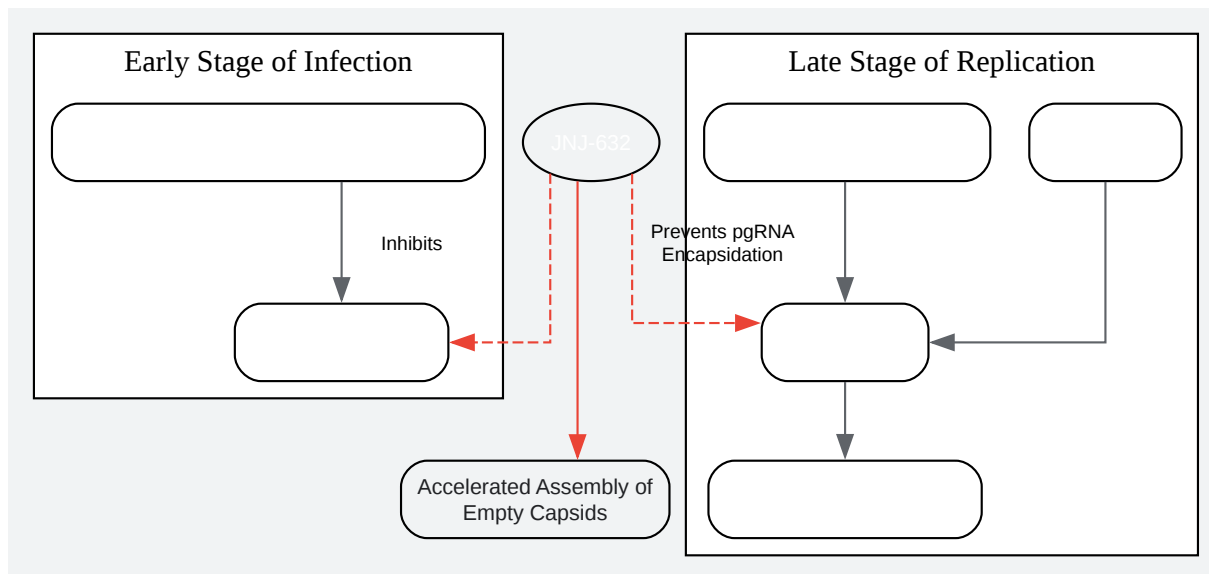 Early Stage of Infection
Late Stage of Replication
JNJ-632
Inhibits
Prevents pgRNA
Encapsidation
Accelerated Assembly of
Empty Capsids